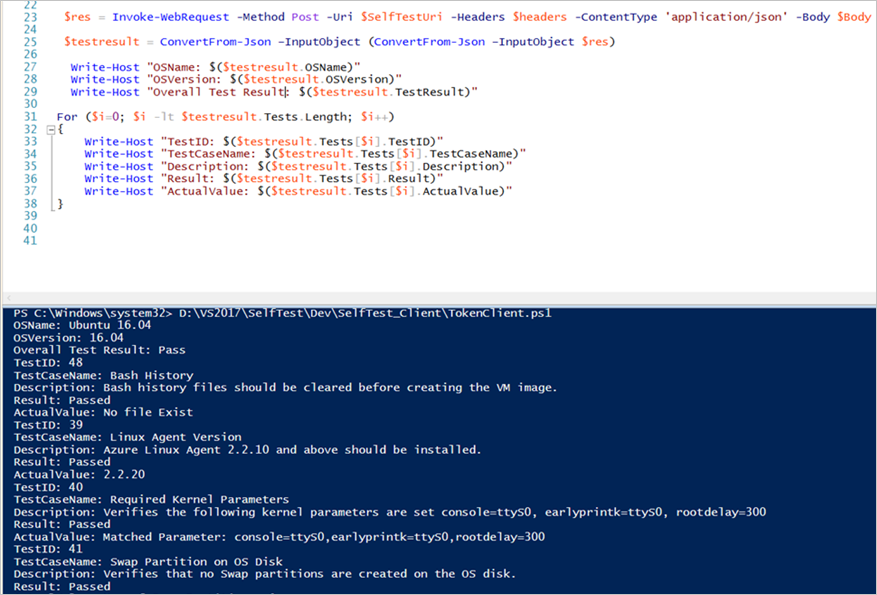 22
23 $res = Invoke-WebRequest -Method Post -Uri $SelfTestUri -Headers $headers -ContentType 'application/json' -Body $Body
24
25 $testresult = ConvertFrom-Json –InputObject (ConvertFrom-Json -InputObject $res)
26
27 Write-Host "OSName: $($testresult.OSName)"
28 Write-Host "OSVersion: $($testresult.OSVersion)"
29 Write-Host "Overall Test Result: $($testresult.TestResult)"
30
31 For ($i=0; $i -lt $testresult.Tests.Length; $i++)
32 {
33 Write-Host "TestID: $($testresult.Tests[$i].TestID)"
34 Write-Host "TestCaseName: $($testresult.Tests[$i].TestCaseName)"
35 Write-Host "Description: $($testresult.Tests[$i].Description)"
36 Write-Host "Result: $($testresult.Tests[$i].Result)"
37 Write-Host "ActualValue: $($testresult.Tests[$i].ActualValue)"
38 }
39
40
41
PS C:\Windows\system32> D:\VS2017\SelfTest\Dev\SelfTest_Client\TokenClient.ps1
OSName: Ubuntu 16.04
OSVersion: 16.04
Overall Test Result: Pass
TestID: 48
TestCaseName: Bash History
Description: Bash history files should be cleared before creating the VM image.
Result: Passed
ActualValue: No file Exist
TestID: 39
TestCaseName: Linux Agent Version
Description: Azure Linux Agent 2.2.10 and above should be installed.
Result: Passed
ActualValue: 2.2.20
TestID: 40
TestCaseName: Required Kernel Parameters
Description: Verifies the following kernel parameters are set console=ttyS0, earlyprintk=ttyS0, rootdelay=300
Result: Passed
ActualValue: Matched Parameter: console=ttyS0,earlyprintk=ttyS0,rootdelay=300
TestID: 41
TestCaseName: Swap Partition on OS Disk
Description: Verifies that no Swap partitions are created on the OS disk.
Result: Passed